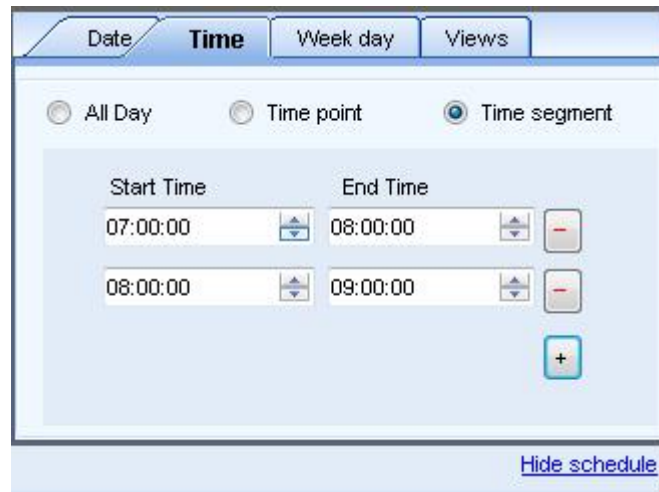 Date Time Week day Views
All Day Time point Time segment
Start Time End Time
07:00:00 08:00:00 -
08:00:00 09:00:00 -
+
Hide schedule